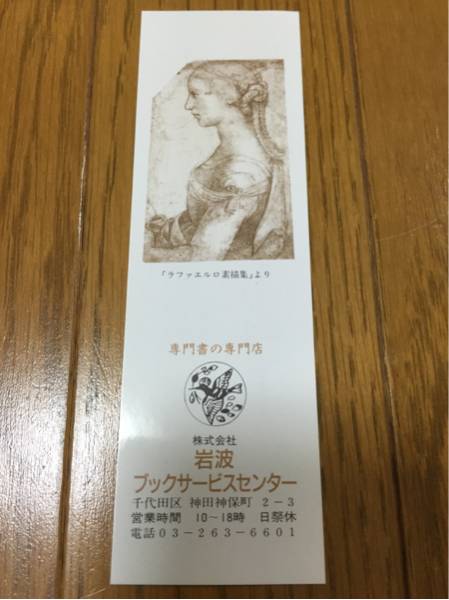 「ラファエルロ素描集」より
専門書の専門店
株式会社
岩波
ブックサービスセンター
千代田区 神田神保町 2－3
営業時間 10～18時 日祭休
電話03－263－6601